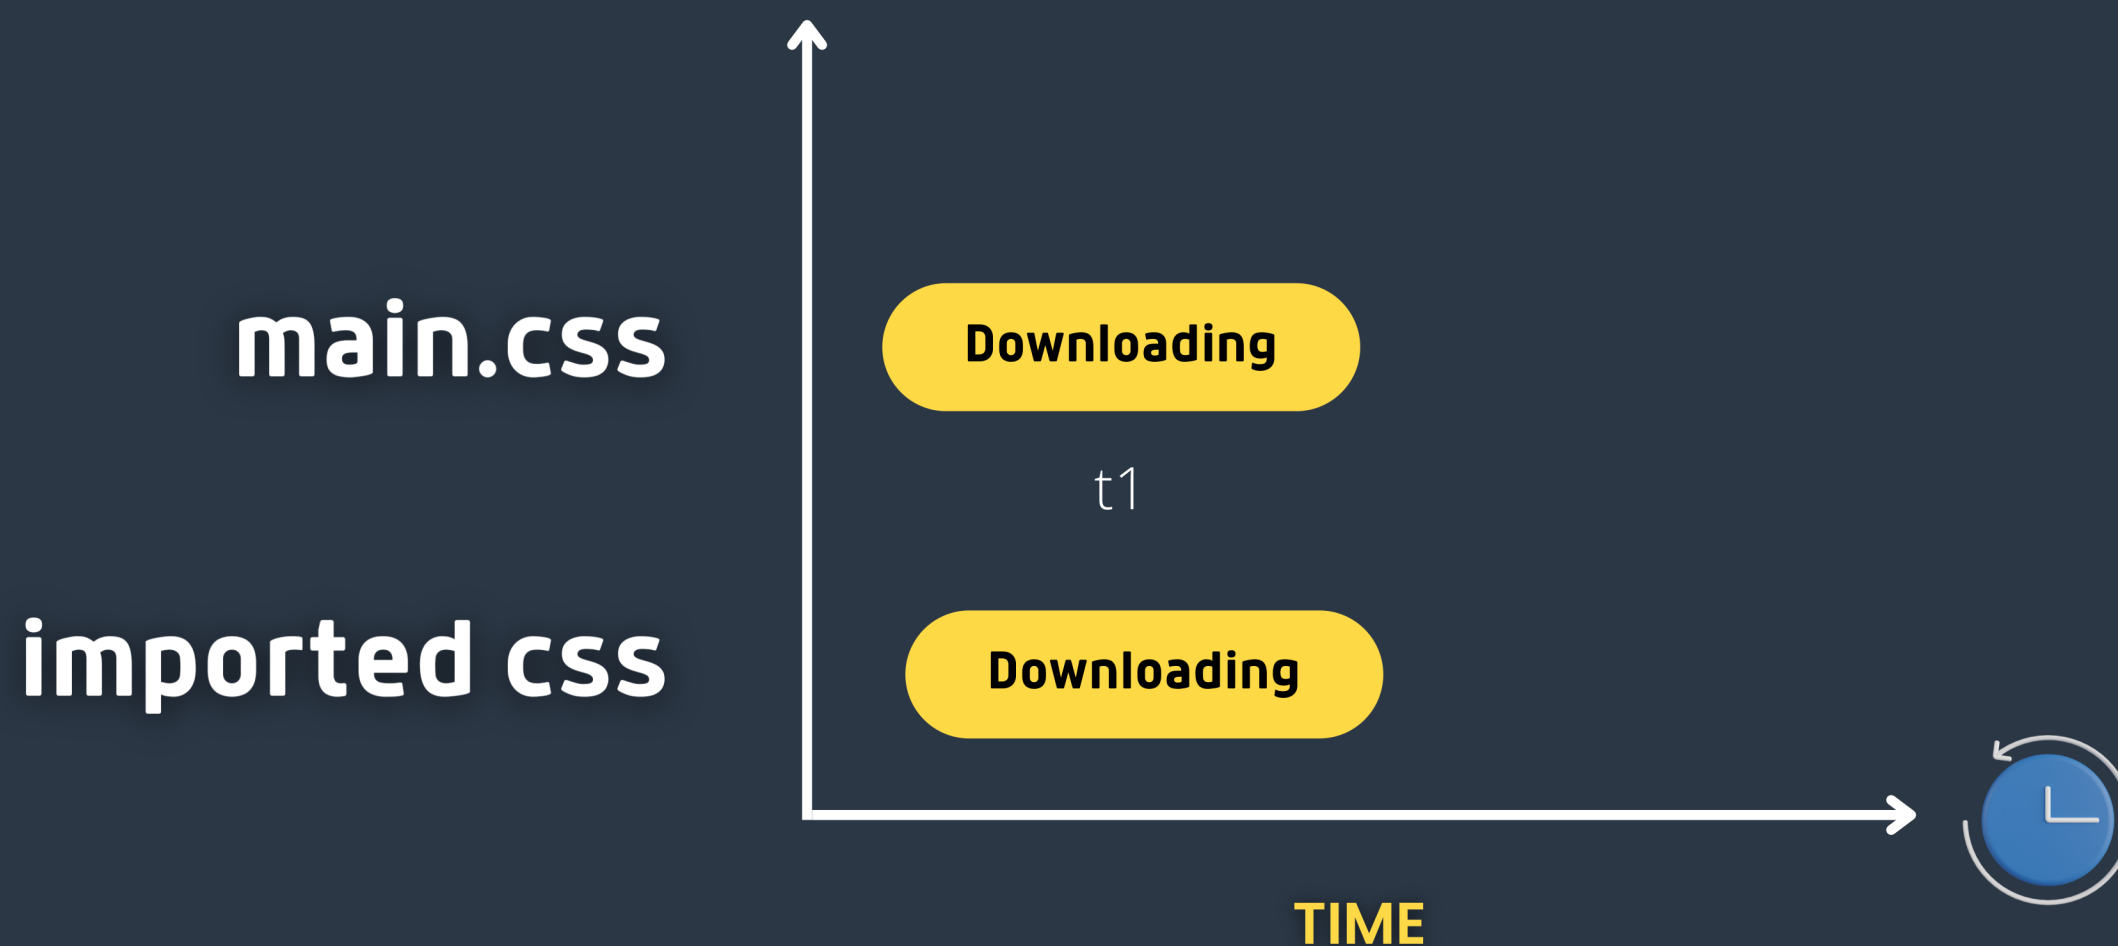 main.css
Downloading
t1
imported css
Downloading
TIME